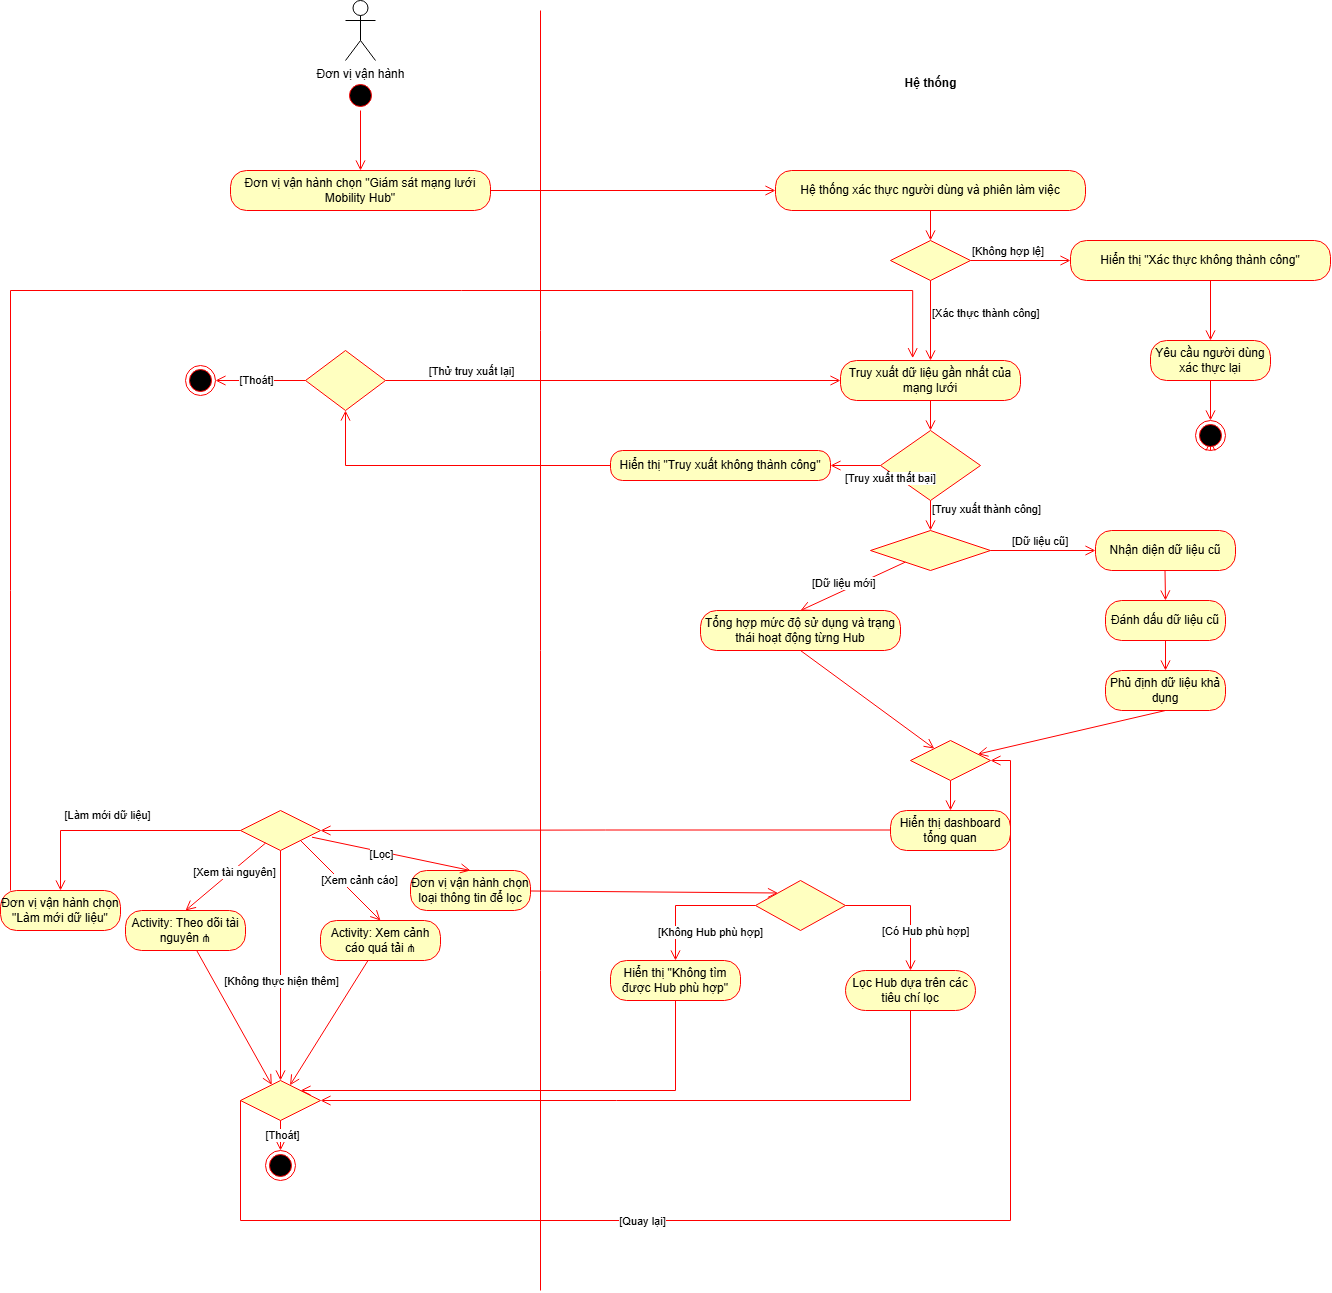 Đơn vị vận hành
Hệ thống
Đơn vị vận hành chọn "Giám sát mạng lưới
Mobility Hub"
Hệ thống xác thực người dùng và phiên làm việc
[Không hợp lệ]
Hiển thị "Xác thực không thành công"
[Xác thực thành công]
Yêu cầu người dùng
xác thực lại
[Thoát]
[Thử truy xuất lại]
Truy xuất dữ liệu gần nhất của
mạng lưới
Hiển thị "Truy xuất không thành công"
[Truy xuất thất bại]
[Truy xuất thành công]
[Dữ liệu cũ]
Nhận diện dữ liệu cũ
[Dữ liệu mới]
Tổng hợp mức độ sử dụng và trạng
thái hoạt động từng Hub
Đánh dấu dữ liệu cũ
Phủ định dữ liệu khả
dụng
[Làm mới dữ liệu]
Hiển thị dashboard
tổng quan
[Lọc]
[Xem tài nguyên]
[Xem cảnh cáo]
Đơn vị vận hành chọn
"Làm mới dữ liệu"
Đơn vị vận hành chọn
loại thông tin để lọc
Activity: Theo dõi tài
nguyên ⋔
Activity: Xem cảnh
cáo quá tải ⋔
[Không Hub phù hợp]
[Có Hub phù hợp]
[Không thực hiện thêm]
Hiển thị "Không tìm
được Hub phù hợp"
Lọc Hub dựa trên các
tiêu chí lọc
[Thoát]
[Quay lại]